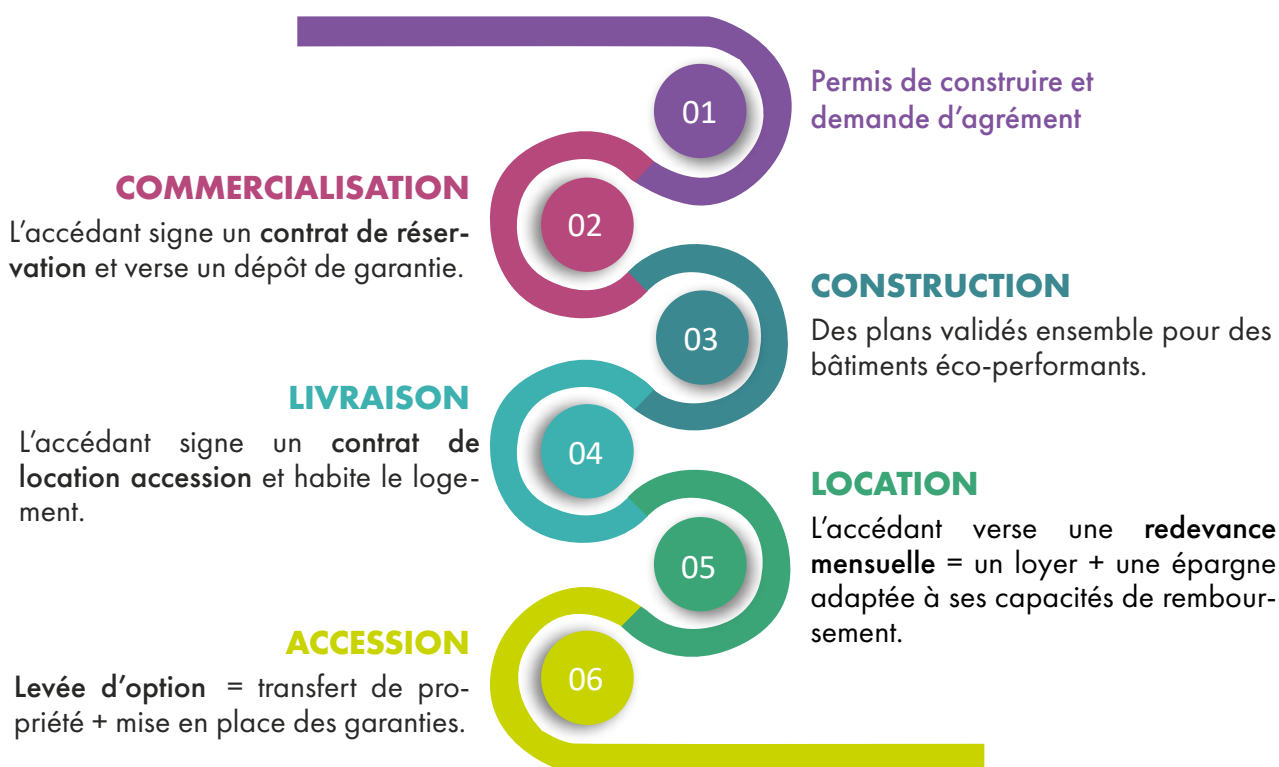 01
Permis de construire et
demande d'agrément
COMMERCIALISATION
L'accédant signe un contrat de réser-
vation et verse un dépôt de garantie.
02
CONSTRUCTION
Des plans validés ensemble pour des
bâtiments éco-performants.
03
LIVRAISON
L'accédant signe un contrat de
location accession et habite le loge-
ment.
04
LOCATION
L'accédant verse une redevance
mensuelle = un loyer + une épargne
adaptée à ses capacités de rembour-
sement.
05
ACCESSION
Levée d'option = transfert de pro-
priété + mise en place des garanties.
06